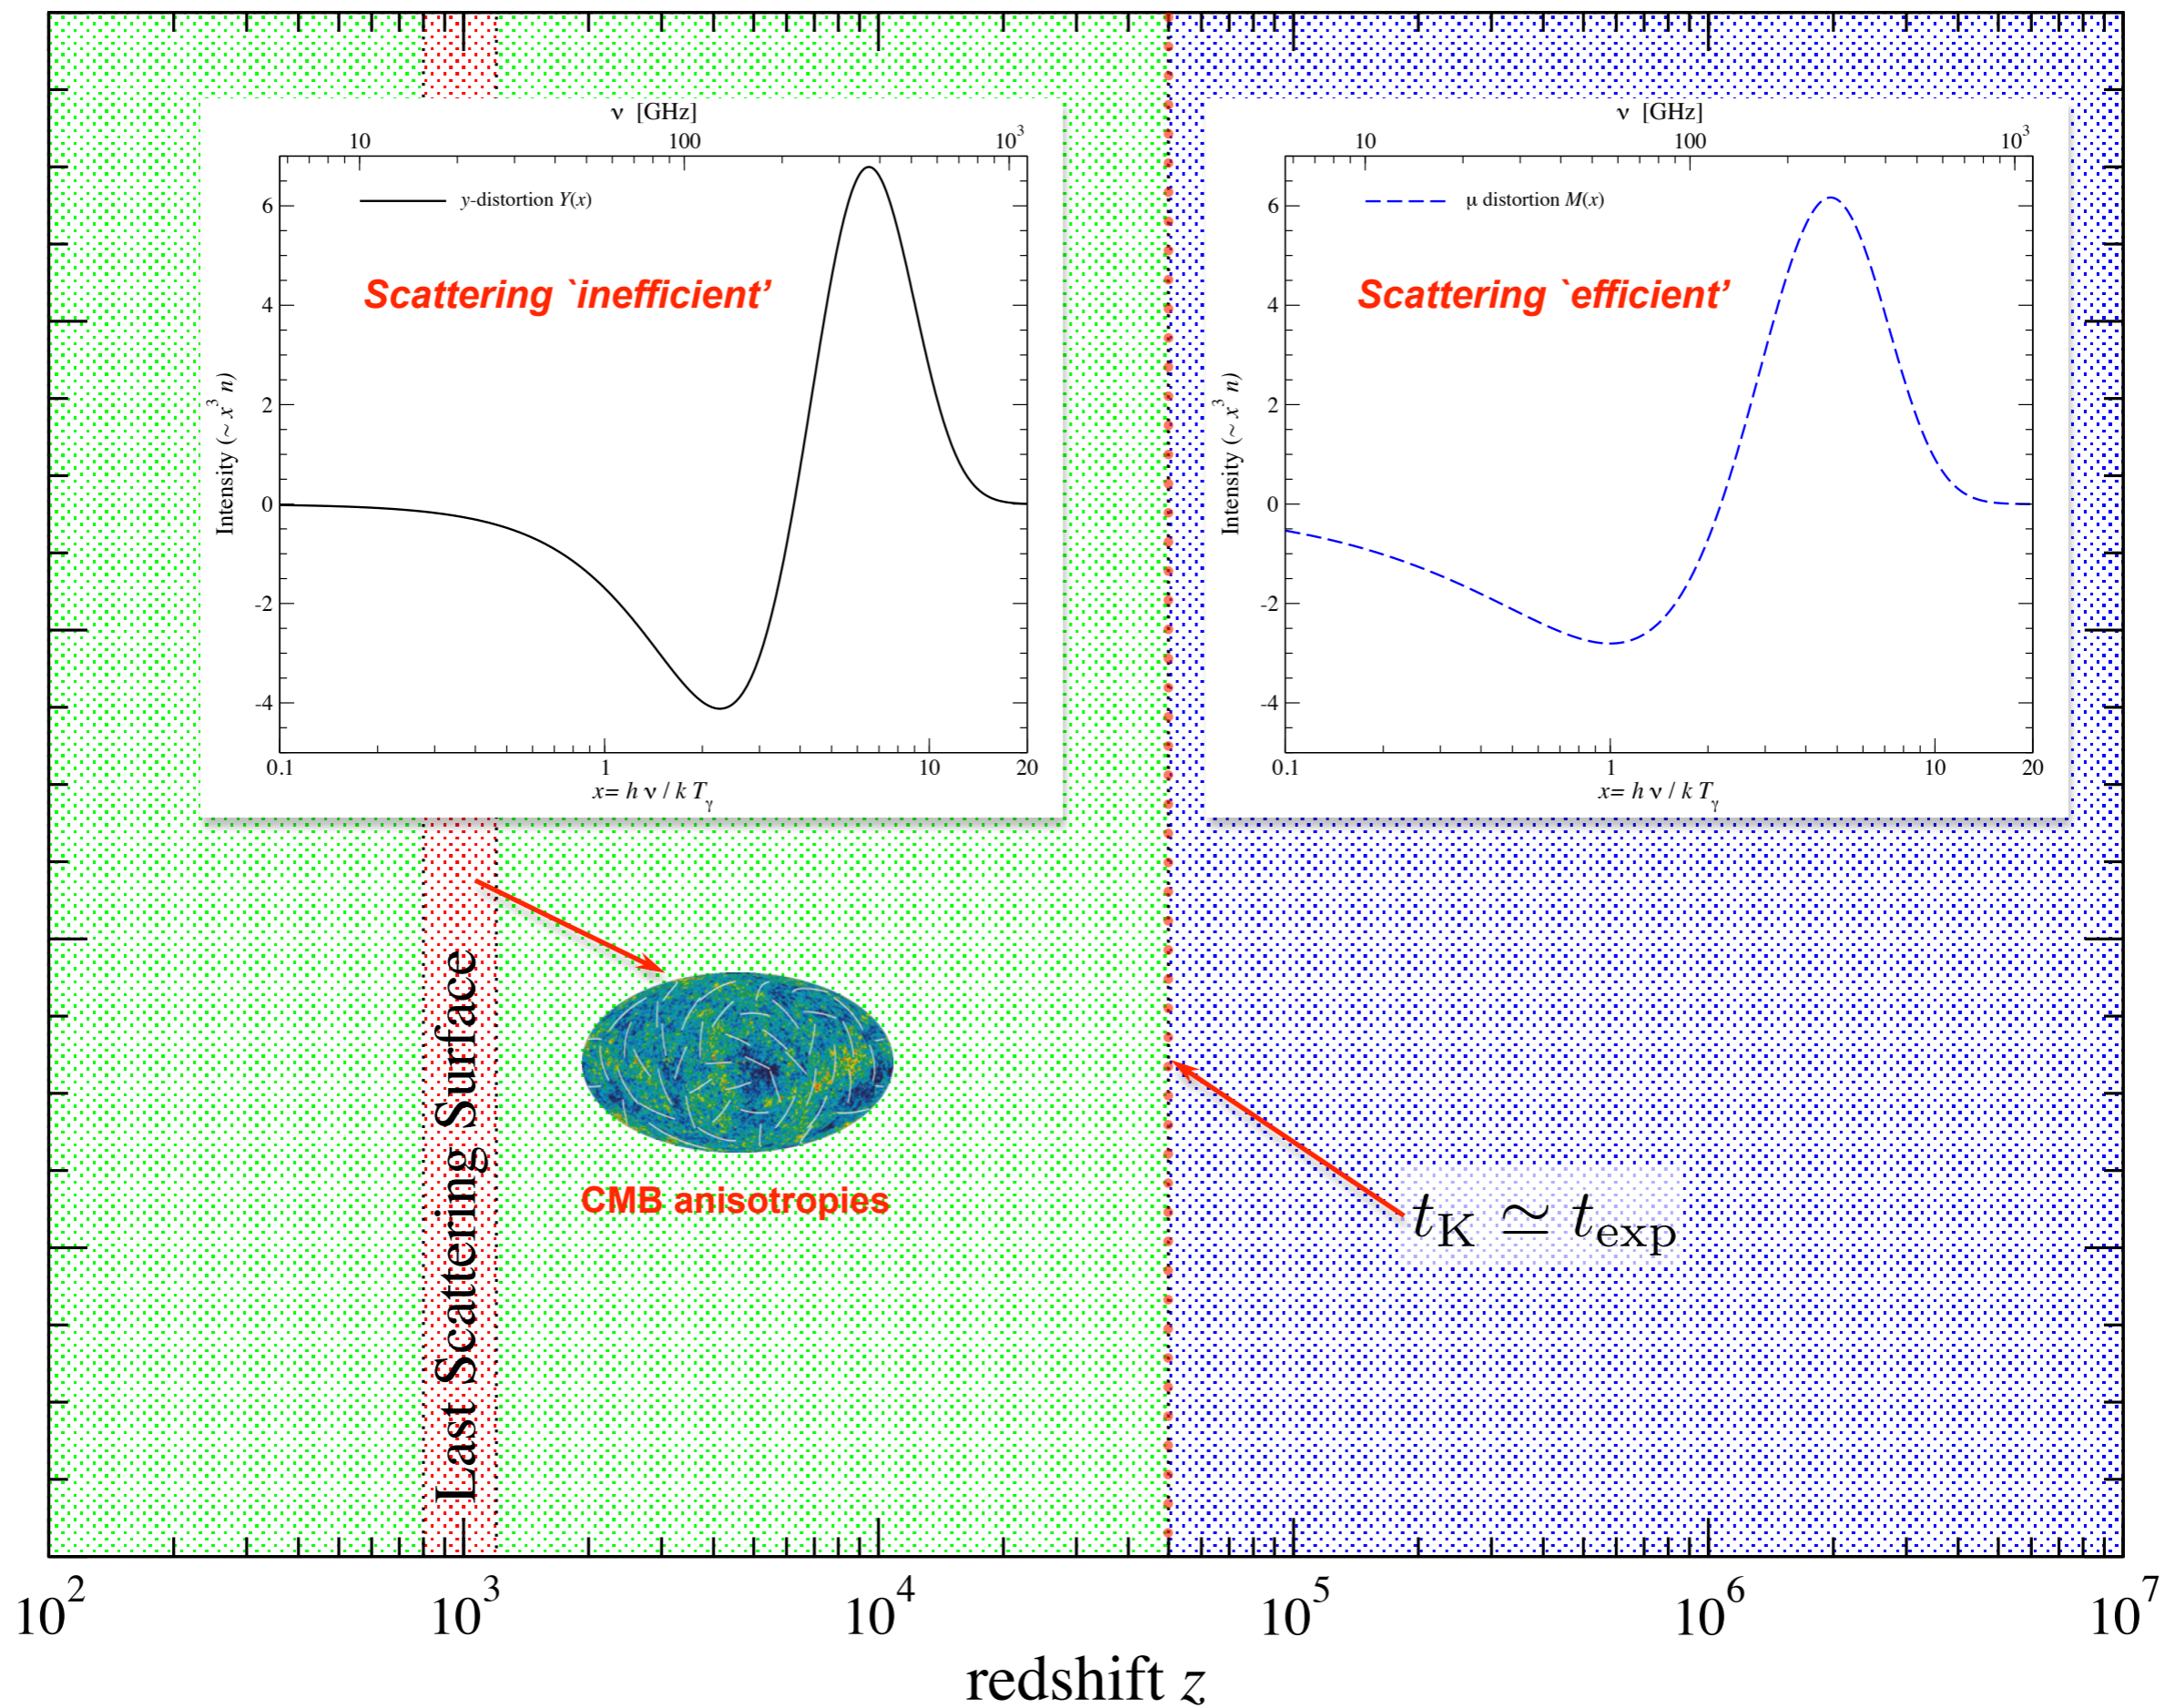 ν [GHz]
10 100 10³
y-distortion Y(x)
Scattering `inefficient’
Intensity (~ x³ n)
6
4
2
0
-2
-4
0.1 1 10 20
x= h ν / k Tγ
ν [GHz]
10 100 10³
μ distortion M(x)
Scattering `efficient’
Intensity (~ x³ n)
6
4
2
0
-2
-4
0.1 1 10 20
x= h ν / k Tγ
Last Scattering Surface
CMB anisotropies
t_K ≃ t_exp
10² 10³ 10⁴ 10⁵ 10⁶ 10⁷
redshift z